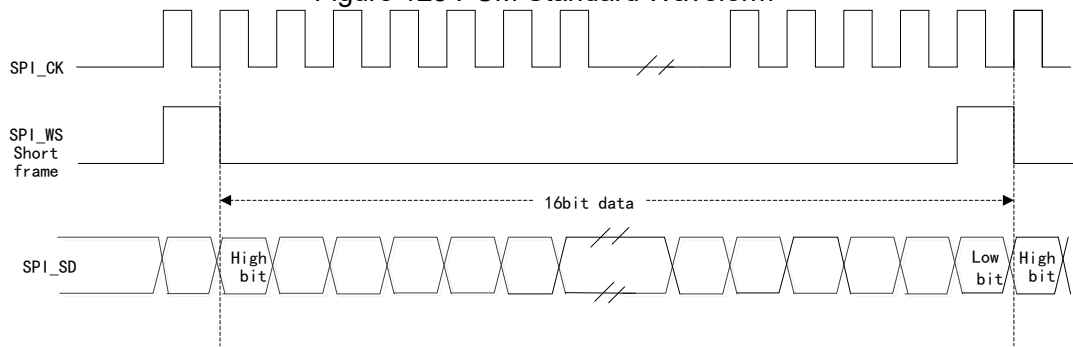 SPI_CK
SPI_WS
Short
frame
16bit data
SPI_SD
High
bit
Low
bit
High
bit